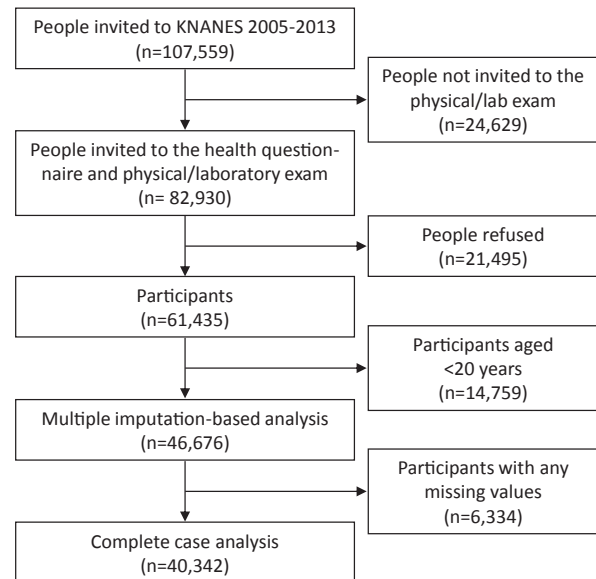 People invited to KNANES 2005-2013
(n=107,559)
People not invited to the
physical/lab exam
(n=24,629)
People invited to the health question-
naire and physical/laboratory exam
(n= 82,930)
People refused
(n=21,495)
Participants
(n=61,435)
Participants aged
<20 years
(n=14,759)
Multiple imputation-based analysis
(n=46,676)
Participants with any
missing values
(n=6,334)
Complete case analysis
(n=40,342)